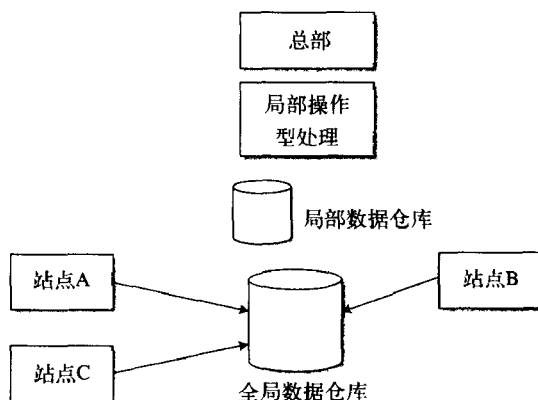 总部
局部操作
型处理
局部数据仓库
站点A
站点B
站点C
全局数据仓库